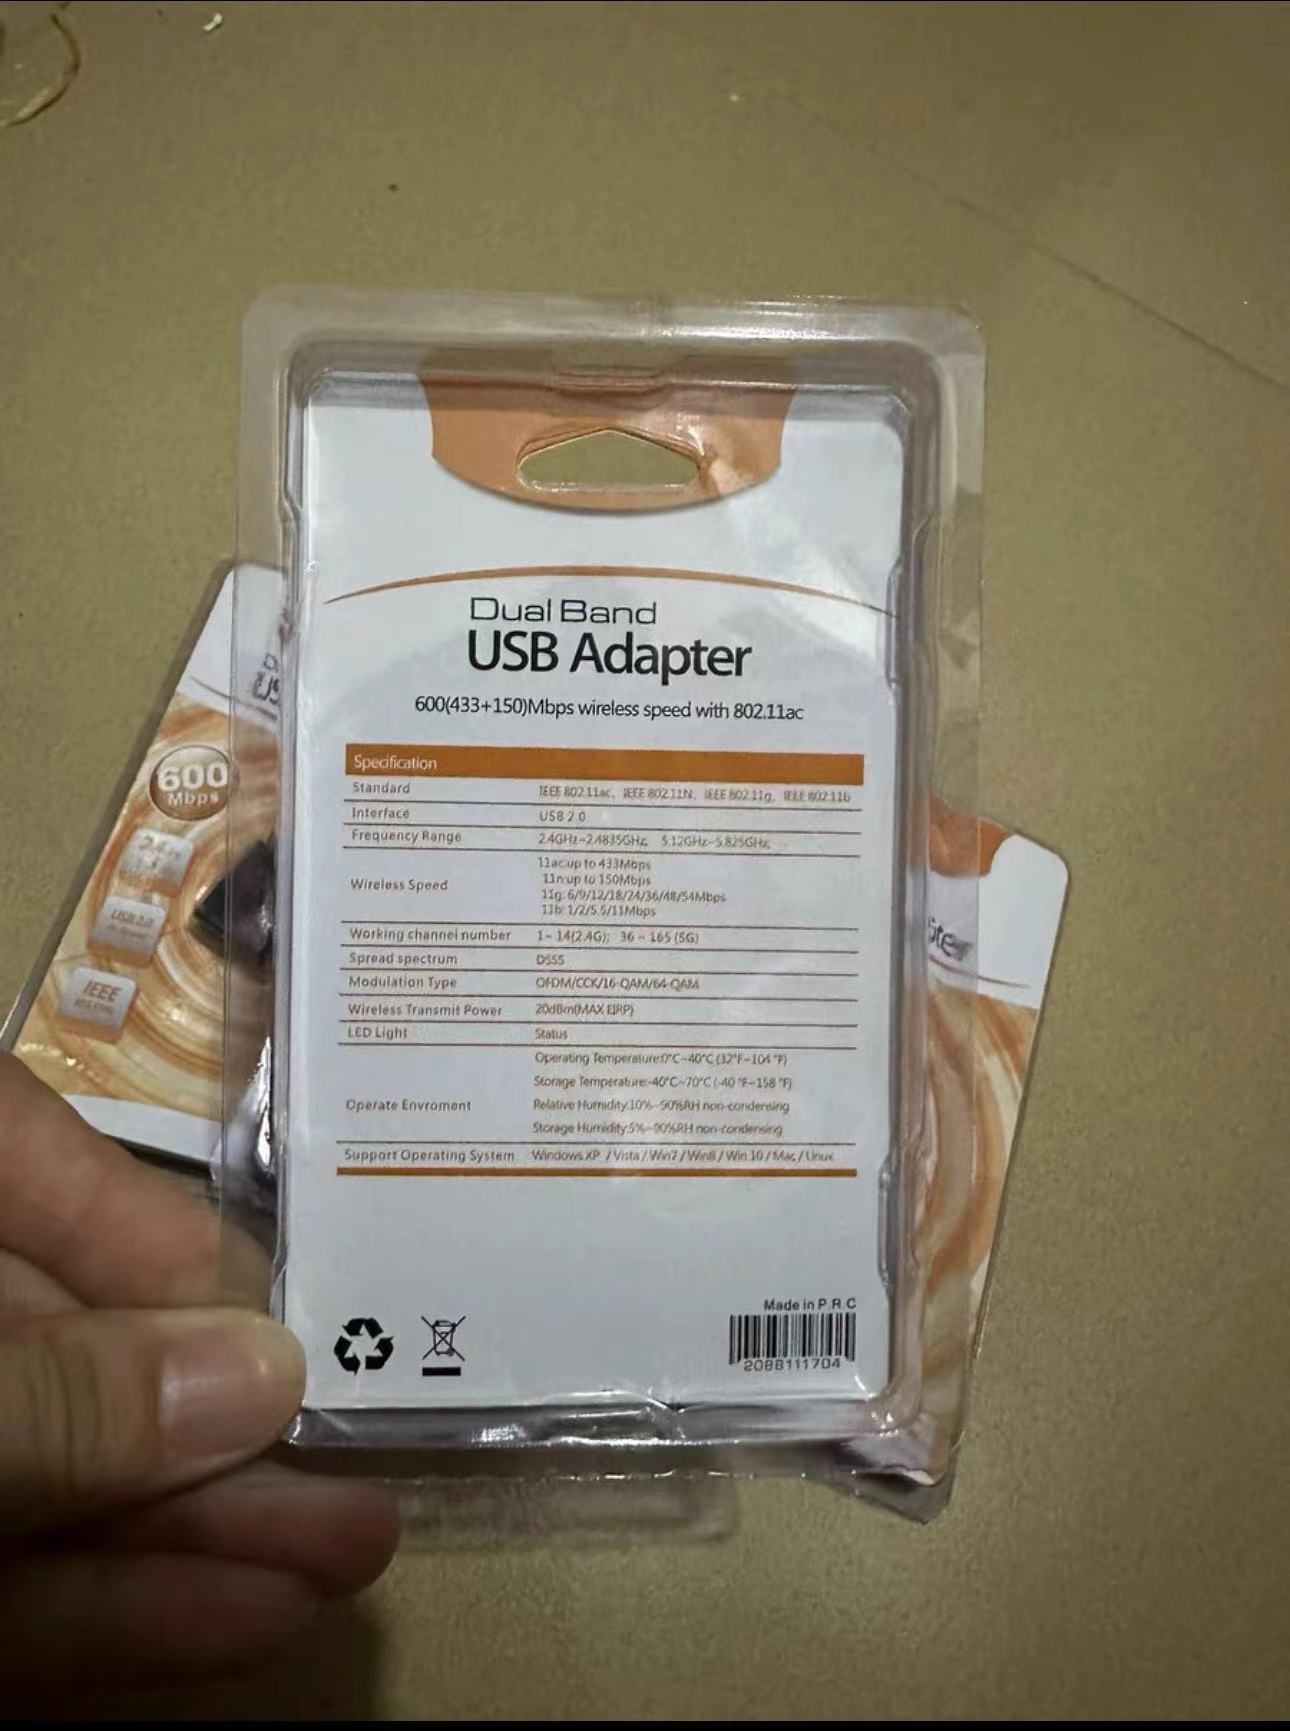 Dual Band
USB Adapter
600(433+150)Mbps wireless speed with 802.11ac
Specification
Standard IEEE 802.11ac、IEEE 802.11N、IEEE 802.11g、IEEE 802.11b
Interface USB 2.0
Frequency Range 2.4GHz~2.4835GHz, 5.12GHz~5.825GHz,
Wireless Speed
11ac:up to 433Mbps
11n:up to 150Mbps
11g: 6/9/12/18/24/36/48/54Mbps
11b: 1/2/5.5/11Mbps
Working channel number 1~14(2.4G); 36~165 (5G)
Spread spectrum DSSS
Modulation Type OFDM/CCK/16-QAM/64-QAM
Wireless Transmit Power 20dBm(MAX EIRP)
LED Light Status
Operate Envroment
Operating Temperature:0°C~40°C (32°F~104 °F)
Storage Temperature:-40°C~70°C (-40 °F~158 °F)
Relative Humidity:10%~90%RH non-condensing
Storage Humidity:5%~90%RH non-condensing
Support Operating System Windows XP / Vista / Win7 / Win8 / Win 10 / Mac / Linux
Made in P.R.C
2088111704
600
Mbps
USB 2.0
IEEE